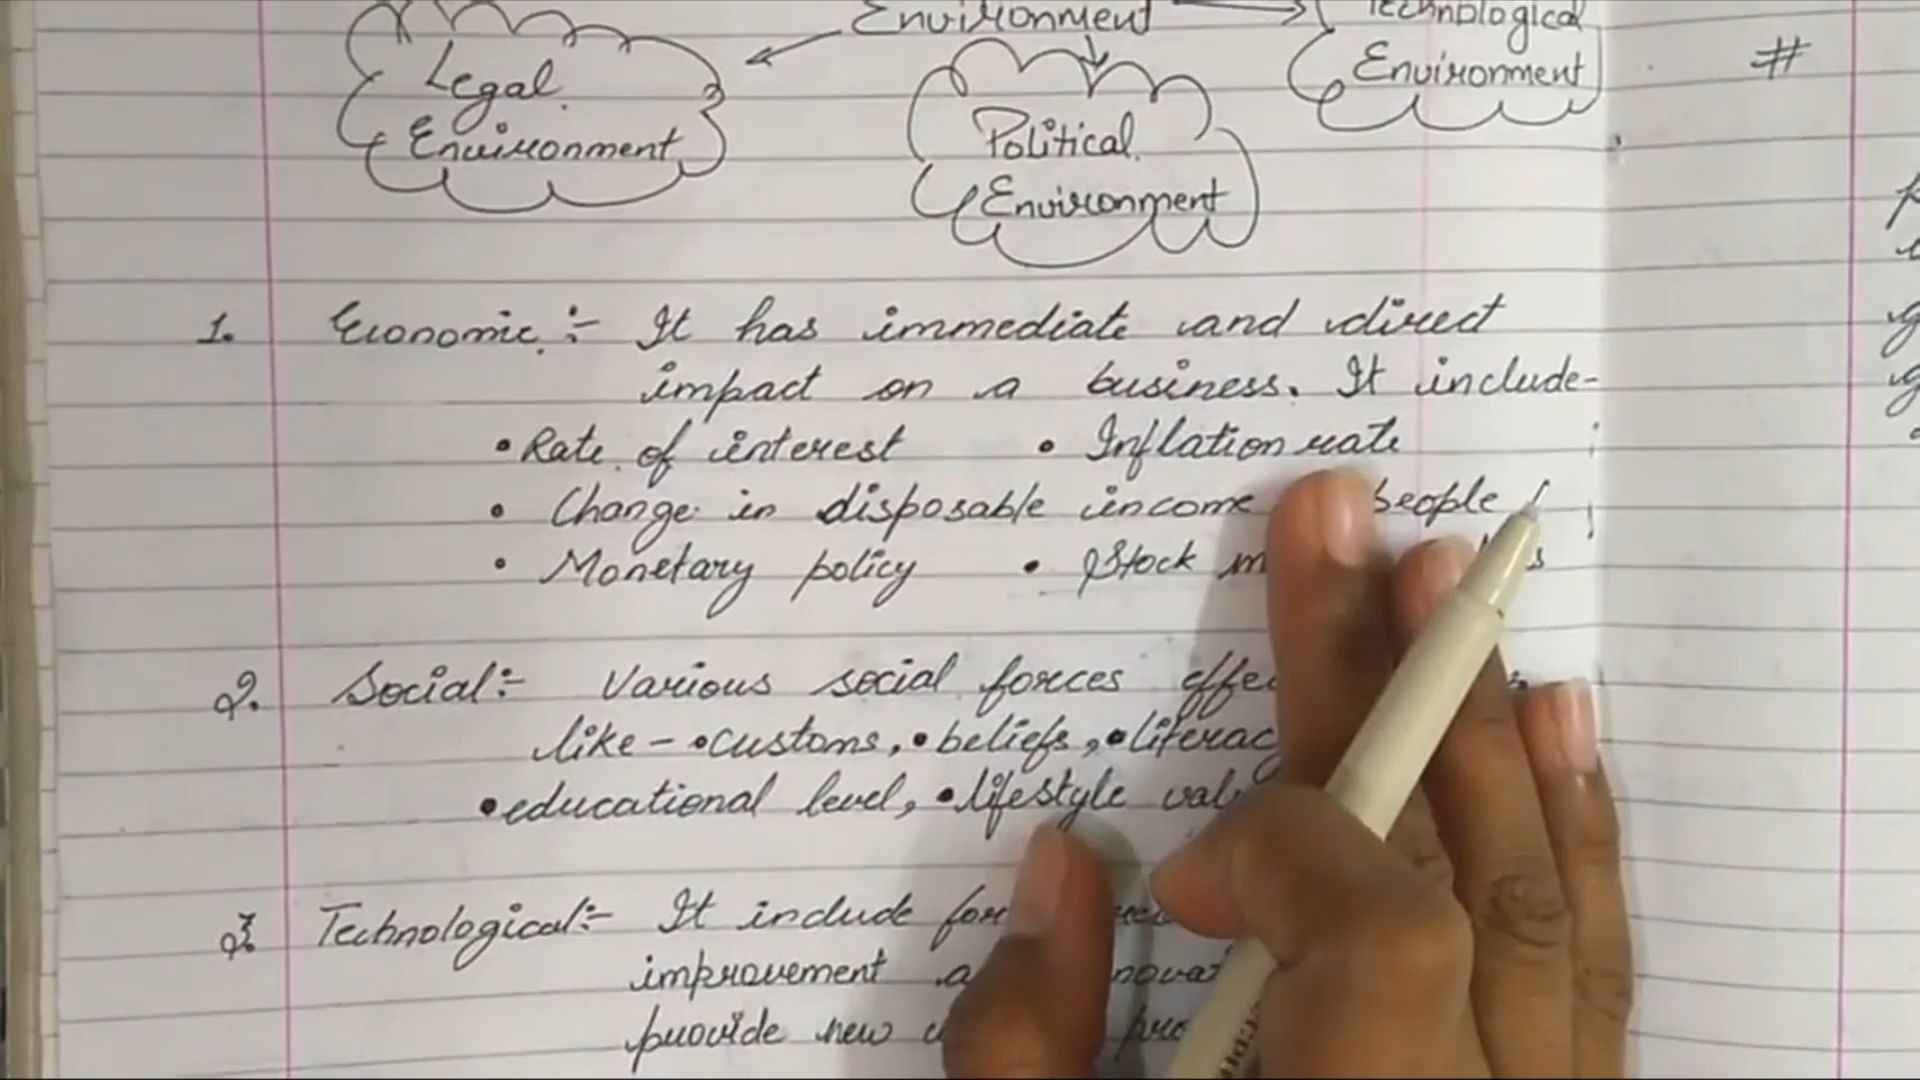 Environment
Technological
Environment
Legal
Environment
Political
Environment
#
1. Economic :- It has immediate and direct
impact on a business. It include-
• Rate of interest • Inflation rate
• Change in disposable income people
• Monetary policy • Stock
2. Social :- Various social forces
like - • customs, • beliefs, • literacy
• educational level, • lifestyle
3. Technological :- It include
improvement
provide new